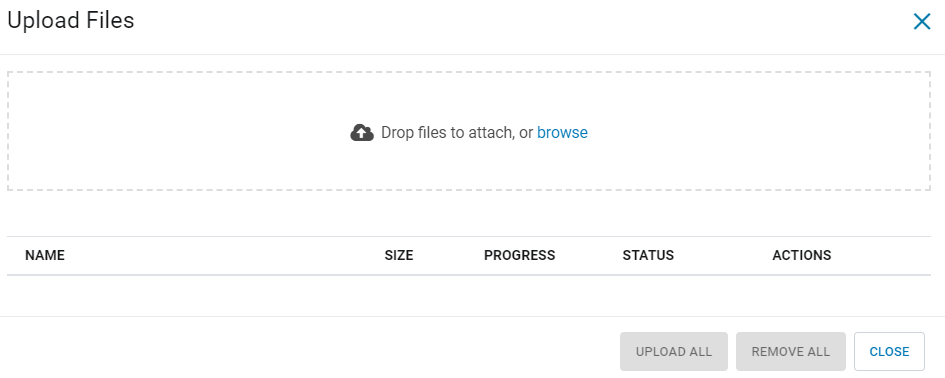 Upload Files
Drop files to attach, or browse
NAME SIZE PROGRESS STATUS ACTIONS
UPLOAD ALL REMOVE ALL CLOSE